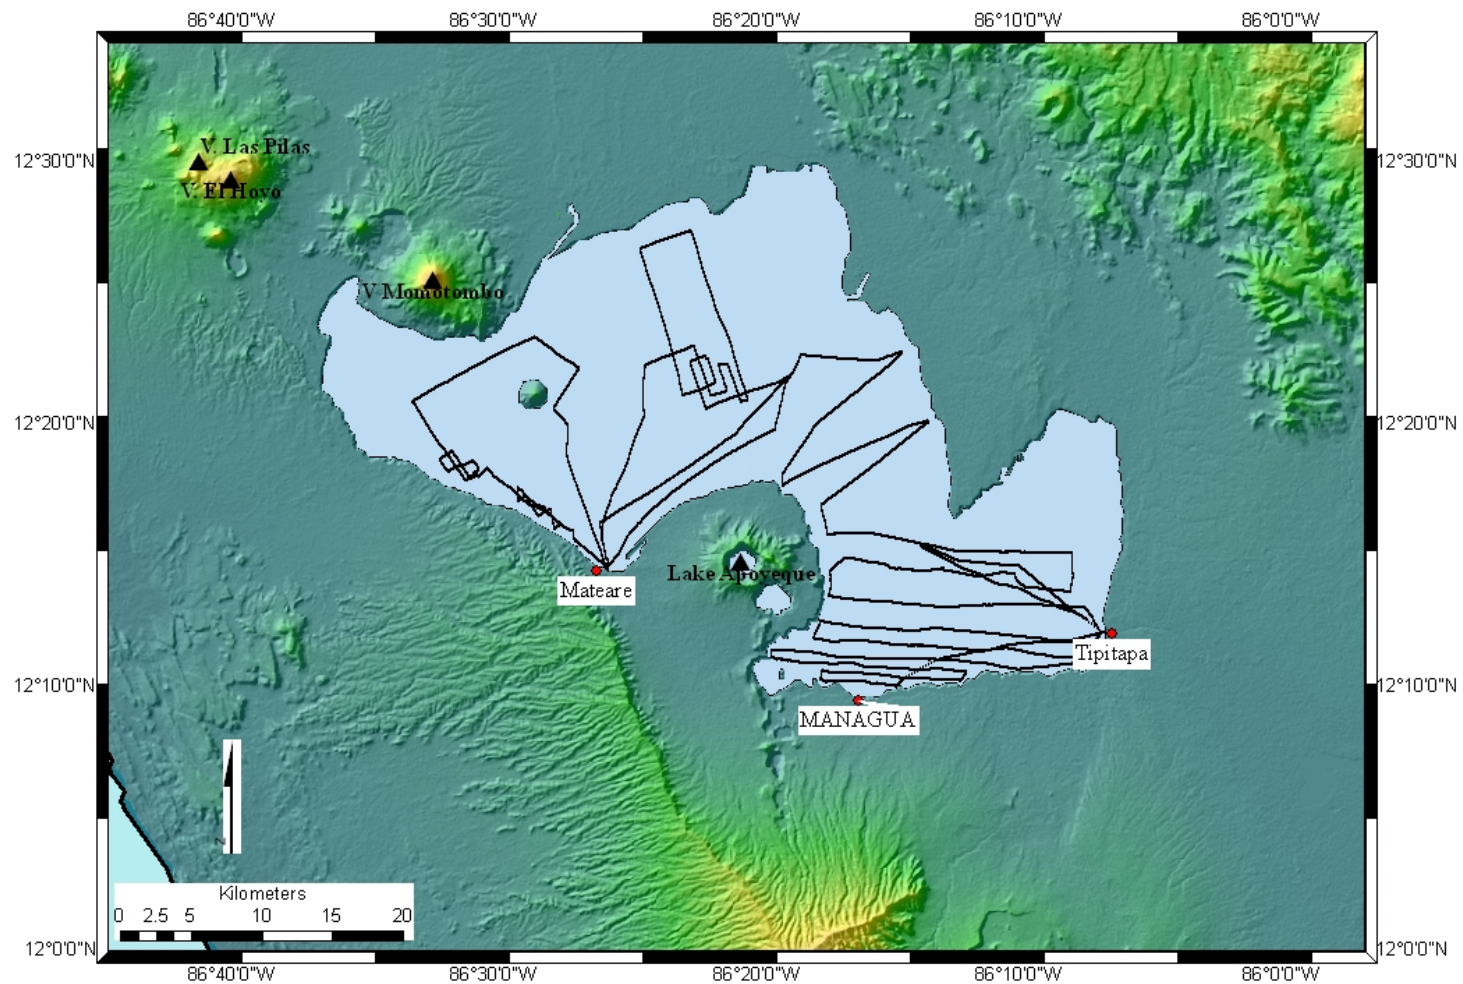 86°40'0"W 86°30'0"W 86°20'0"W 86°10'0"W 86°0'0"W
12°30'0"N 12°30'0"N
V. Las Pilas
V. El Hoyo
V Momotombo
12°20'0"N 12°20'0"N
Lake Apoyeque
Mateare
Tipitapa
12°10'0"N 12°10'0"N
MANAGUA
Z
Kilometers
0 2.5 5 10 15 20
12°0'0"N 12°0'0"N
86°40'0"W 86°30'0"W 86°20'0"W 86°10'0"W 86°0'0"W